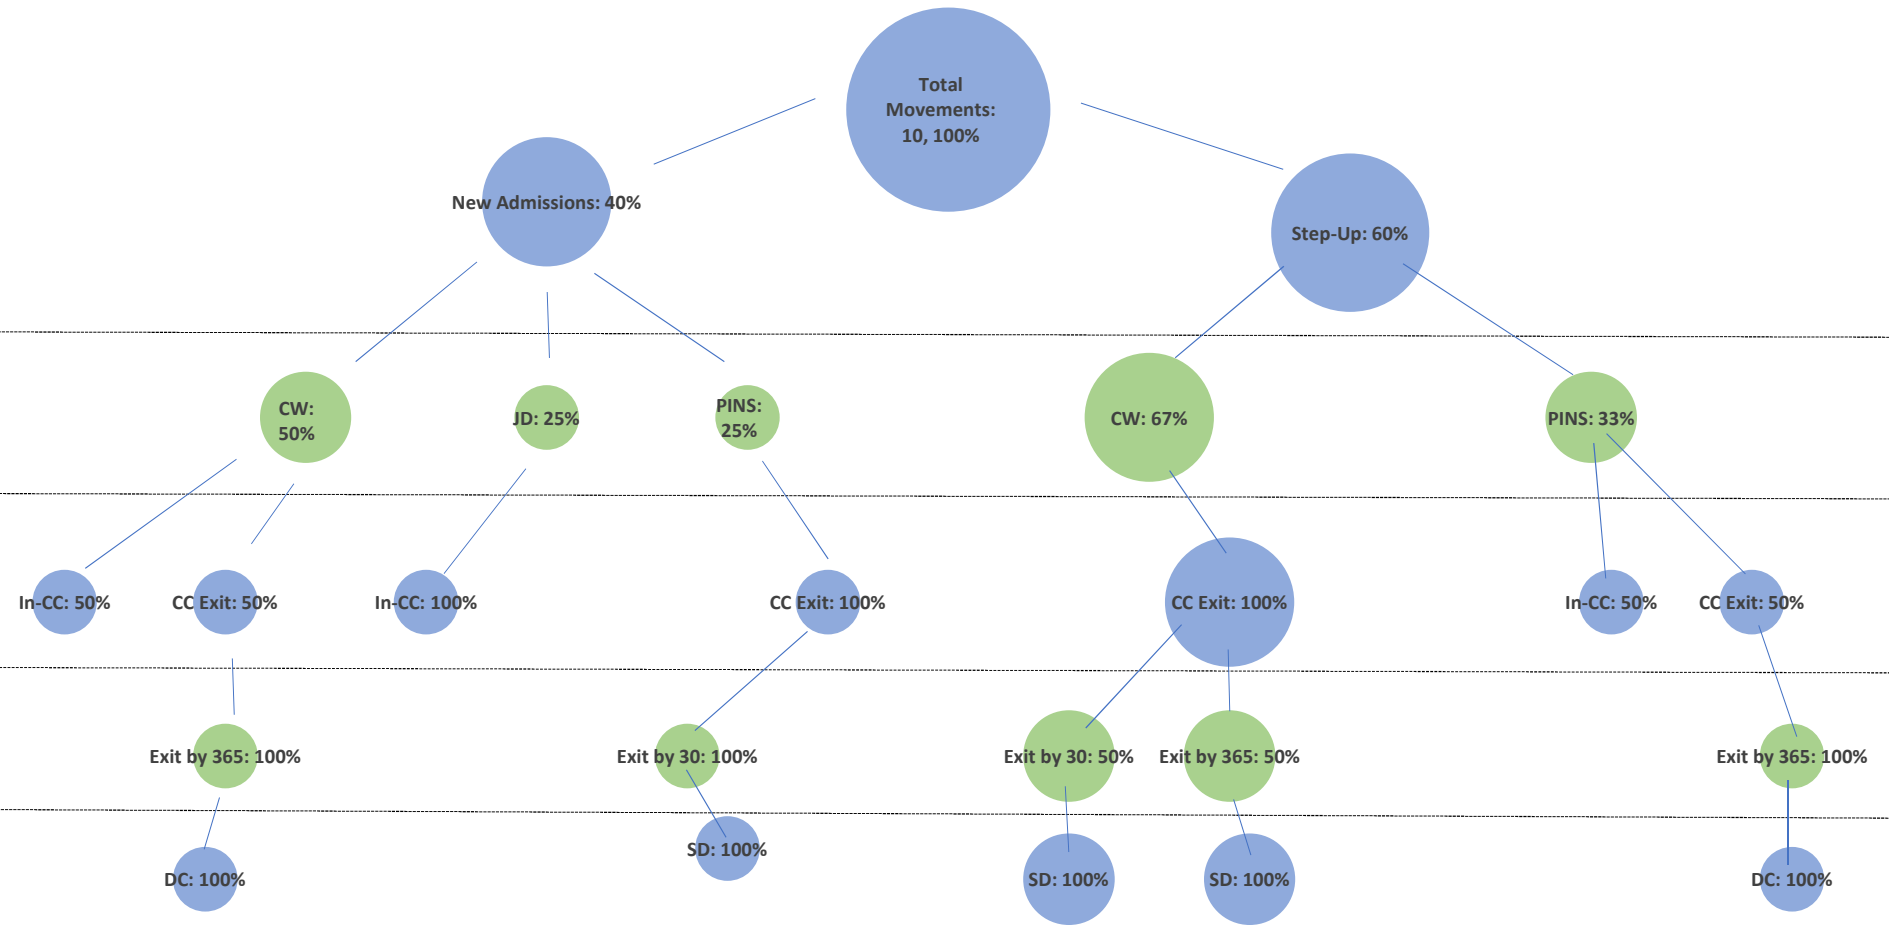 Total
Movements:
10, 100%
New Admissions: 40%
Step-Up: 60%
CW:
50%
JD: 25%
PINS:
25%
CW: 67%
PINS: 33%
In-CC: 50%
CC Exit: 50%
In-CC: 100%
CC Exit: 100%
CC Exit: 100%
In-CC: 50%
CC Exit: 50%
Exit by 365: 100%
Exit by 30: 100%
Exit by 30: 50%
Exit by 365: 50%
Exit by 365: 100%
DC: 100%
SD: 100%
SD: 100%
SD: 100%
DC: 100%